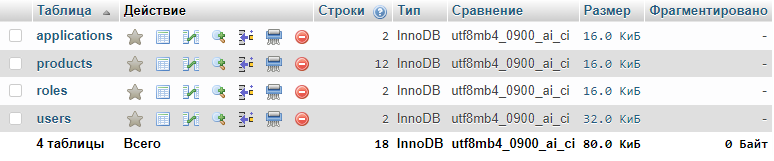 Таблица Действие Строки Тип Сравнение Размер Фрагментировано
applications 2 InnoDB utf8mb4_0900_ai_ci 16.0 КиБ -
products 12 InnoDB utf8mb4_0900_ai_ci 16.0 КиБ -
roles 2 InnoDB utf8mb4_0900_ai_ci 16.0 КиБ -
users 2 InnoDB utf8mb4_0900_ai_ci 32.0 КиБ -
4 таблицы Всего 18 InnoDB utf8mb4_0900_ai_ci 80.0 КиБ 0 Байт